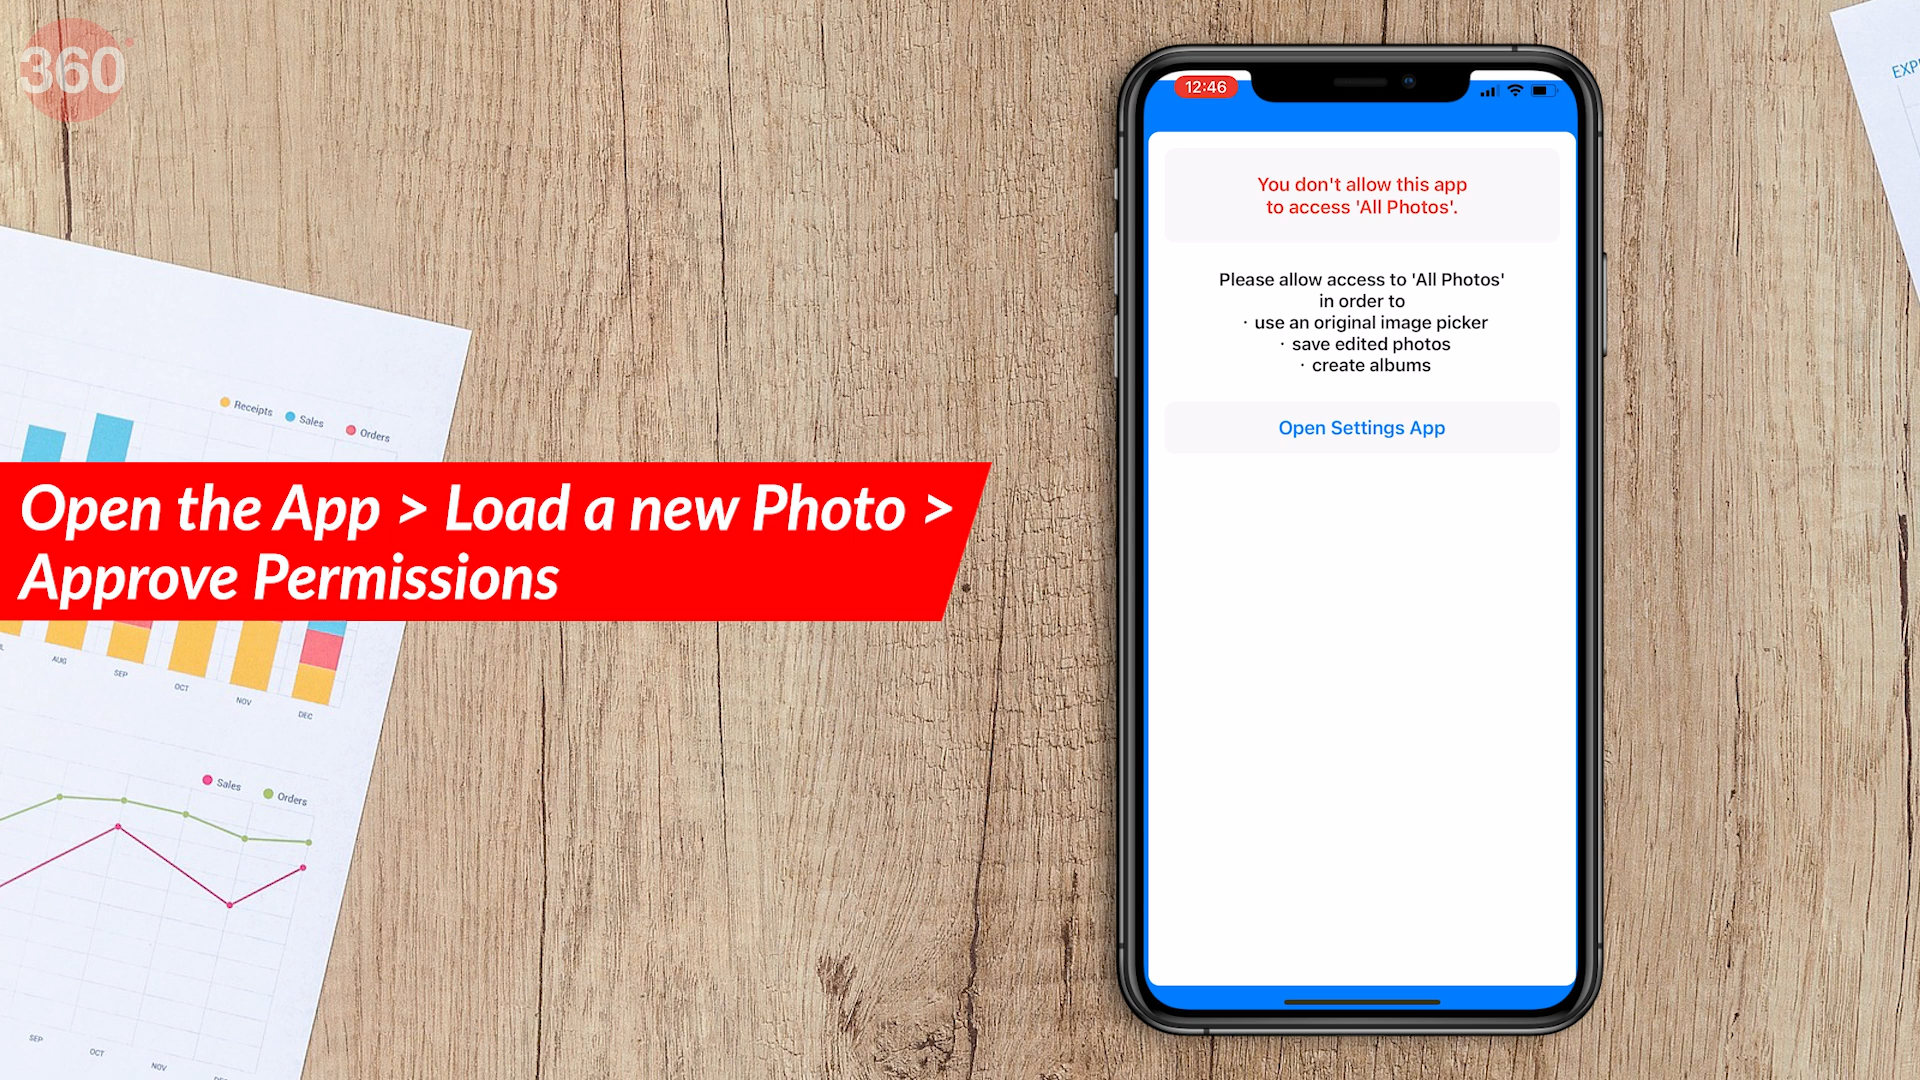 360
12:46
EXP
You don't allow this app
to access 'All Photos'.
Please allow access to 'All Photos'
in order to
· use an original image picker
· save edited photos
· create albums
Open Settings App
Receipts
Sales
Orders
Open the App > Load a new Photo >
Approve Permissions
AUG
SEP
OCT
NOV
DEC
Sales
Orders
SEP
OCT
NOV